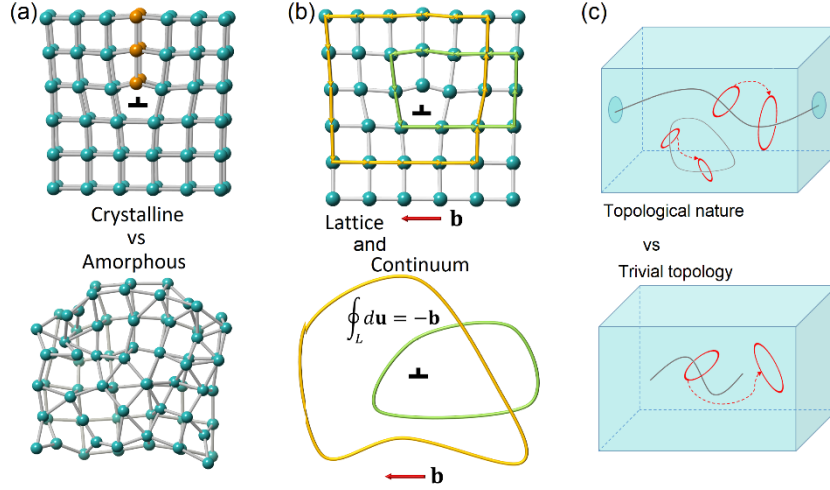 (a)
Crystalline
vs
Amorphous
(b)
b
Lattice
and
Continuum
∮_L d𝐮 = −𝐛
b
(c)
Topological nature
vs
Trivial topology